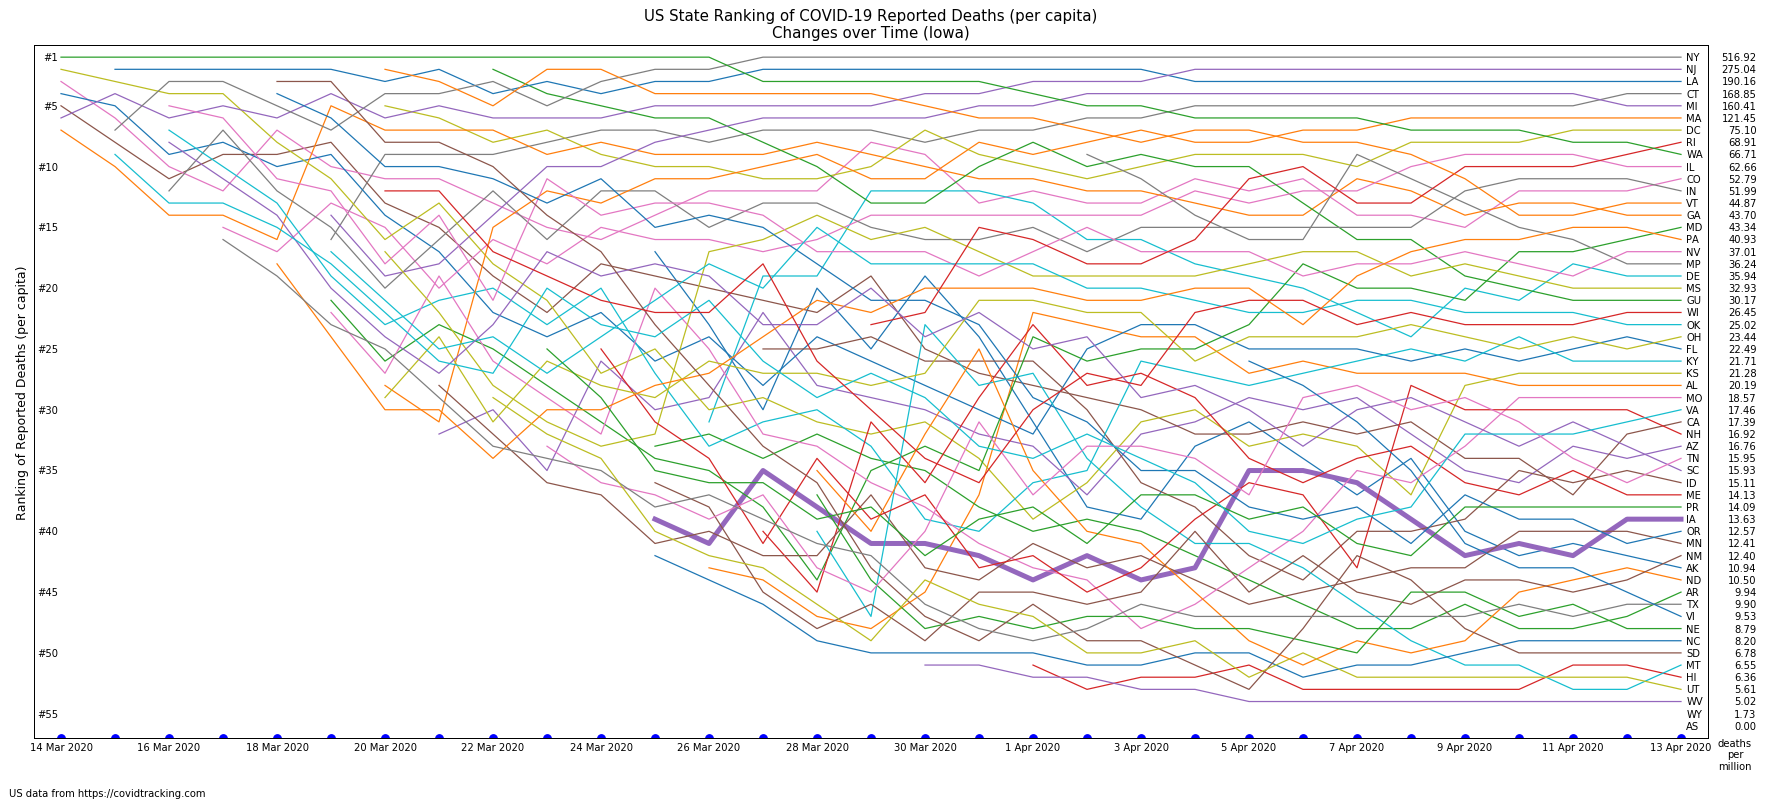 US State Ranking of COVID-19 Reported Deaths (per capita)
Changes over Time (Iowa)
Ranking of Reported Deaths (per capita)
#1
#5
#10
#15
#20
#25
#30
#35
#40
#45
#50
#55
NY 516.92
NJ 275.04
LA 190.16
CT 168.85
MI 160.41
MA 121.45
DC 75.10
RI 68.91
WA 66.71
IL 62.66
CO 52.79
IN 51.99
VT 44.87
GA 43.70
MD 43.34
PA 40.93
NV 37.01
MP 36.24
DE 35.94
MS 32.93
GU 30.17
WI 26.45
OK 25.02
OH 23.44
FL 22.49
KY 21.71
KS 21.28
AL 20.19
MO 18.57
VA 17.46
CA 17.39
NH 16.92
AZ 16.76
TN 15.95
SC 15.93
ID 15.11
ME 14.13
PR 14.09
IA 13.63
OR 12.57
MN 12.41
NM 12.40
AK 10.94
ND 10.50
AR 9.94
TX 9.90
VI 9.53
NE 8.79
NC 8.20
SD 6.78
MT 6.55
HI 6.36
UT 5.61
WV 5.02
WY 1.73
AS 0.00
14 Mar 2020 16 Mar 2020 18 Mar 2020 20 Mar 2020 22 Mar 2020 24 Mar 2020 26 Mar 2020 28 Mar 2020 30 Mar 2020 1 Apr 2020 3 Apr 2020 5 Apr 2020 7 Apr 2020 9 Apr 2020 11 Apr 2020 13 Apr 2020
deaths
per
million
US data from https://covidtracking.com